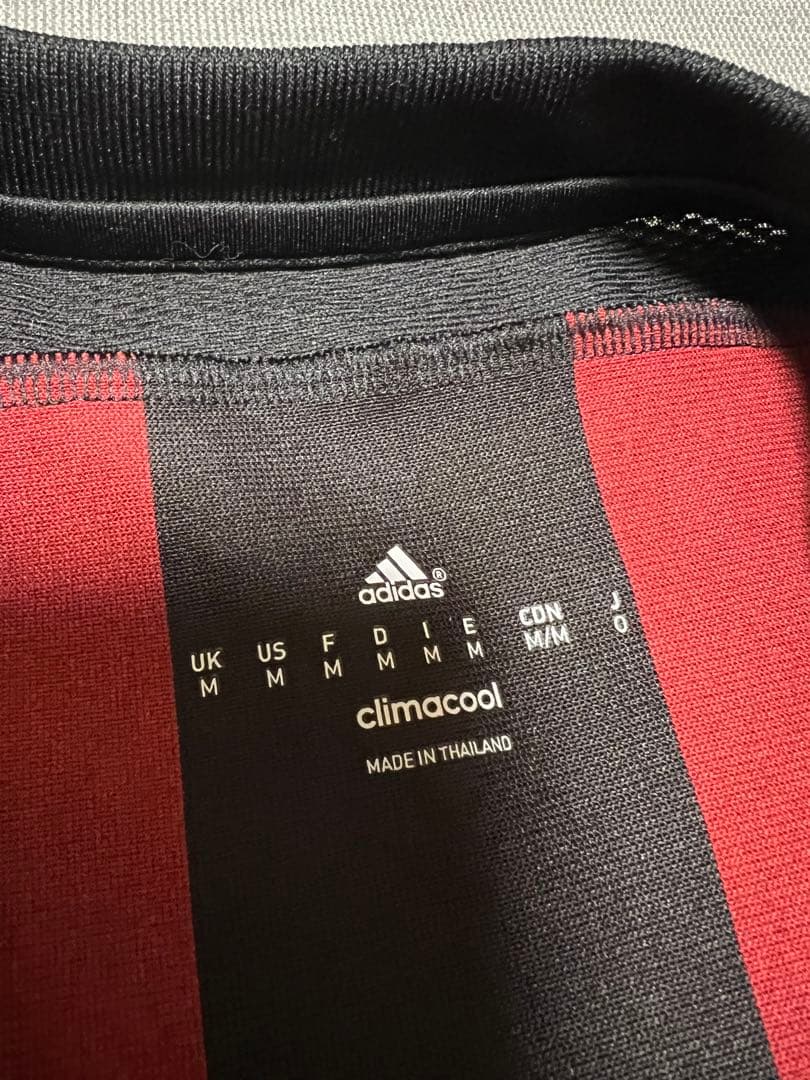 adidas®
UK US F D I E CDN J
M M M M M M M/M O
climacool
MADE IN THAILAND